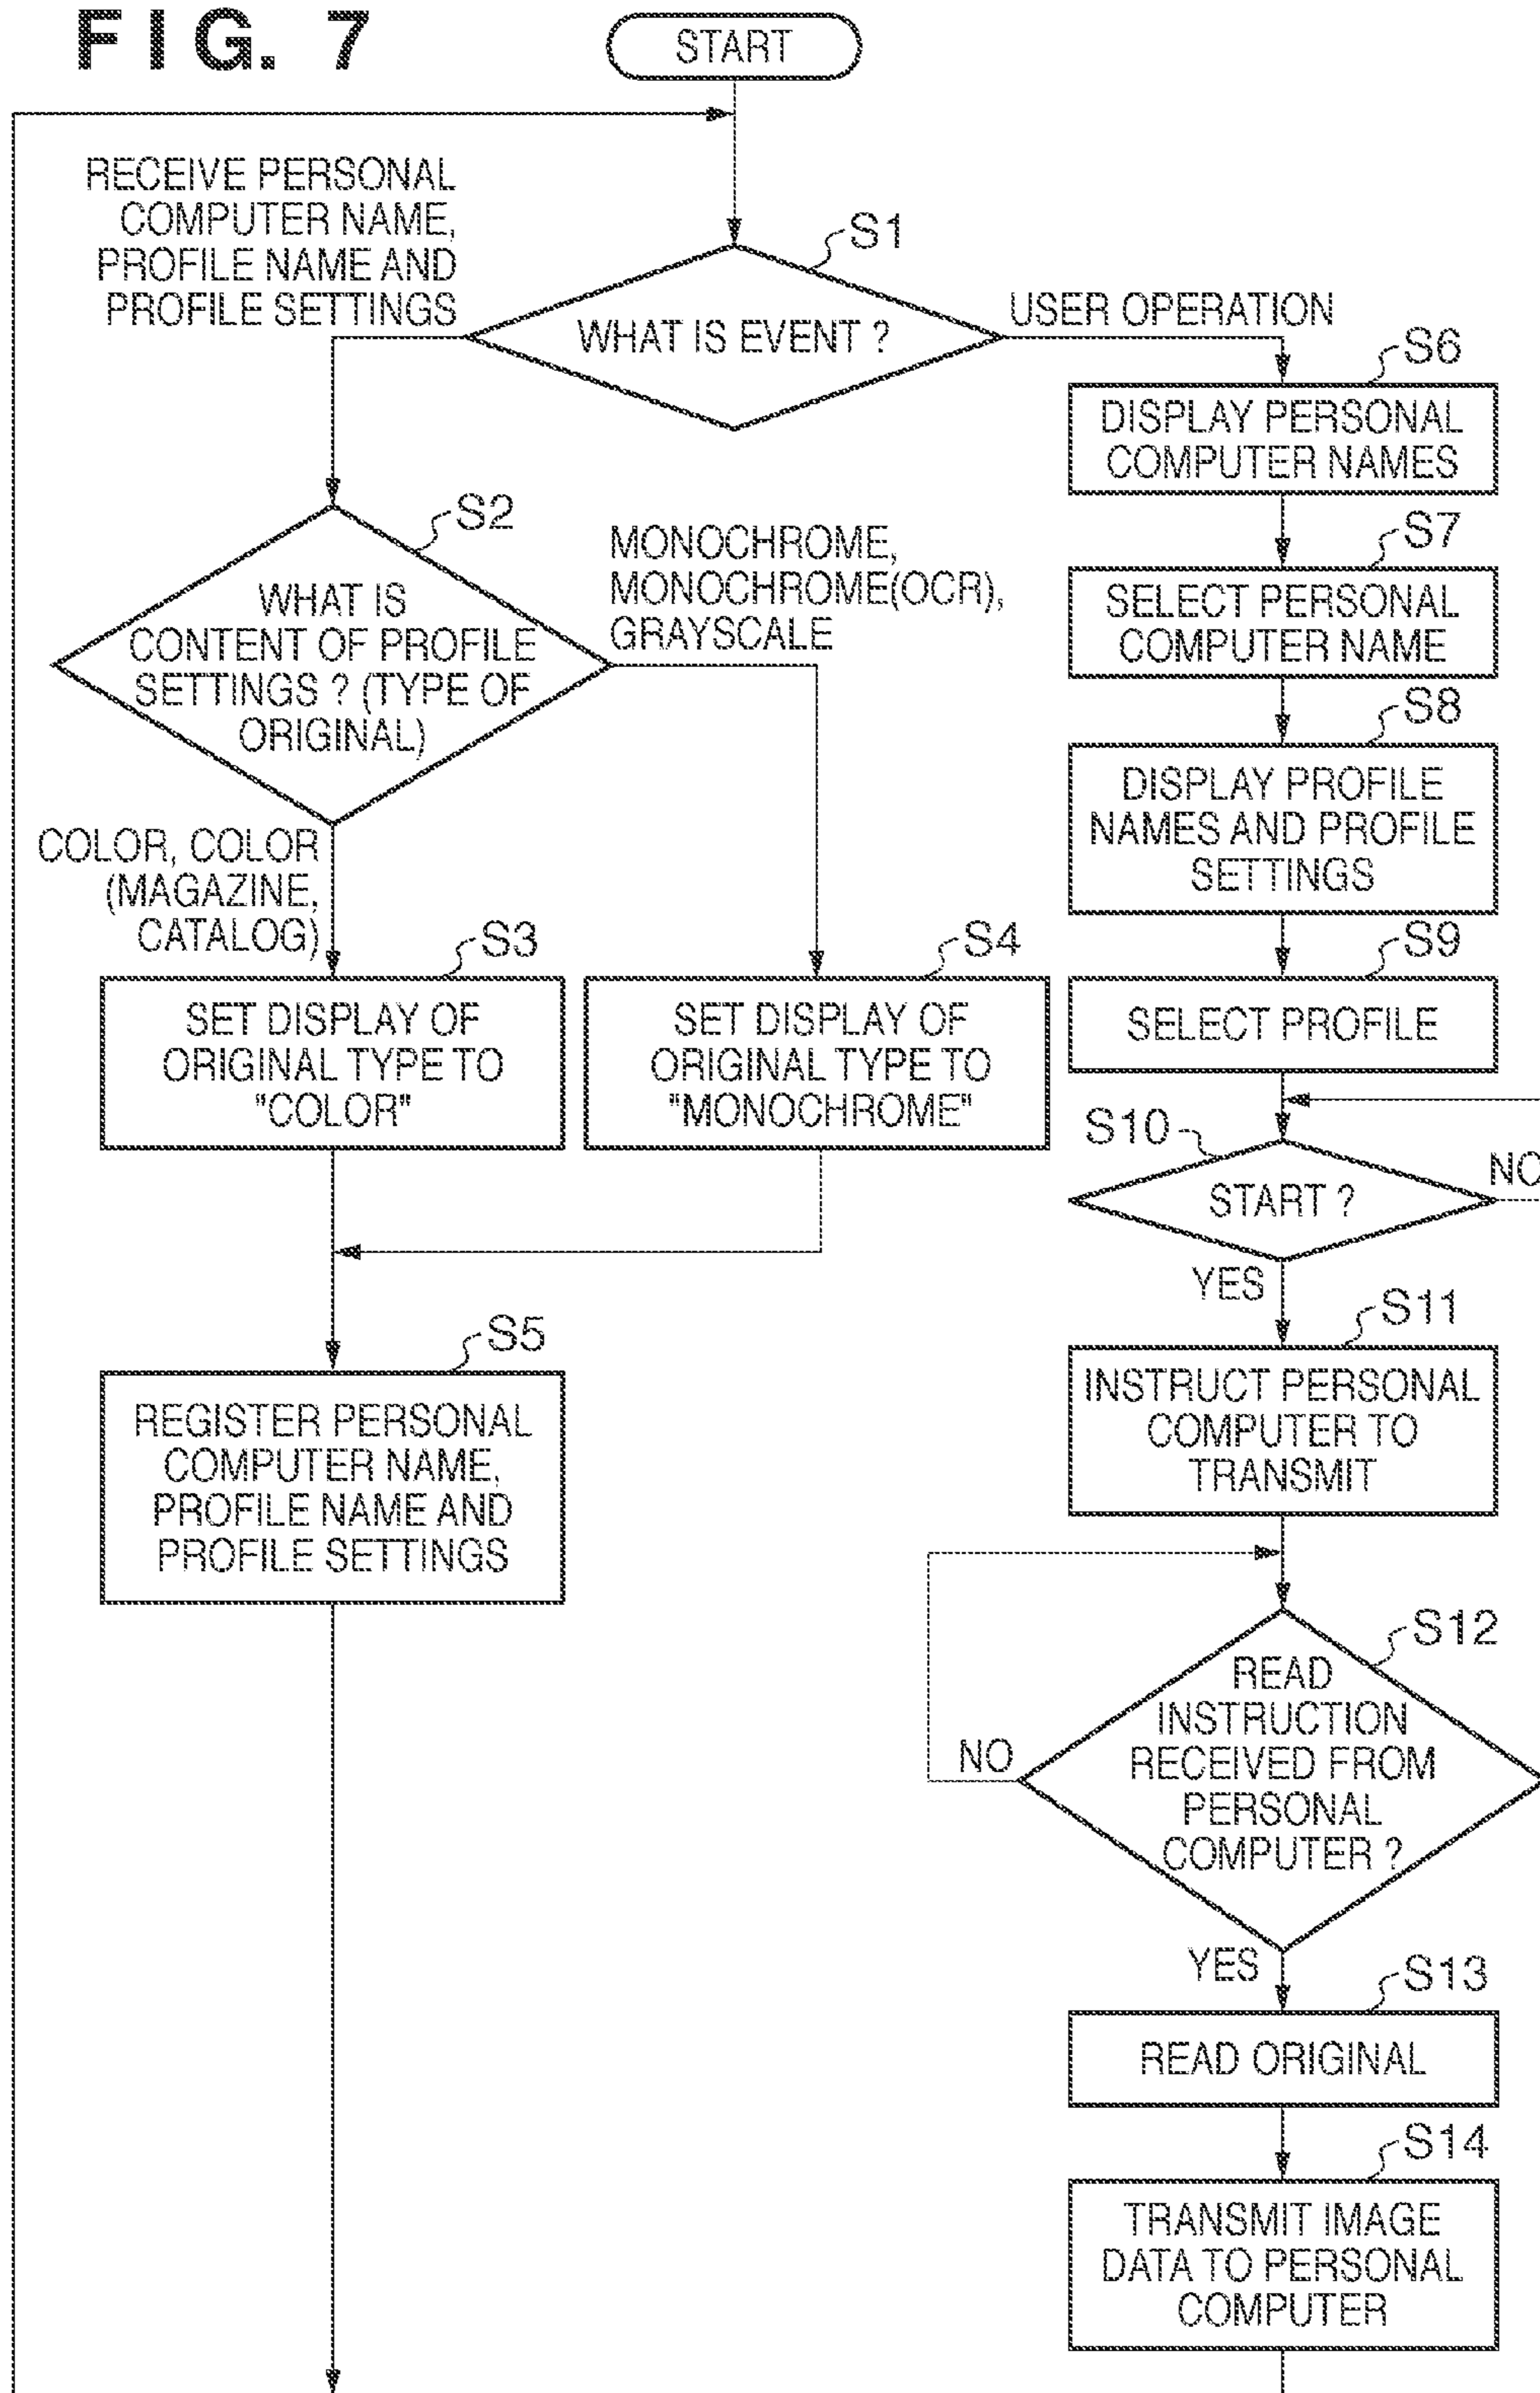 FIG. 7
START
RECEIVE PERSONAL
COMPUTER NAME,
PROFILE NAME AND
PROFILE SETTINGS
S1
WHAT IS EVENT ?
USER OPERATION
S2
WHAT IS
CONTENT OF PROFILE
SETTINGS ? (TYPE OF
ORIGINAL)
MONOCHROME,
MONOCHROME(OCR),
GRAYSCALE
COLOR, COLOR
(MAGAZINE,
CATALOG)
S3
SET DISPLAY OF
ORIGINAL TYPE TO
"COLOR"
S4
SET DISPLAY OF
ORIGINAL TYPE TO
"MONOCHROME"
S5
REGISTER PERSONAL
COMPUTER NAME,
PROFILE NAME AND
PROFILE SETTINGS
S6
DISPLAY PERSONAL
COMPUTER NAMES
S7
SELECT PERSONAL
COMPUTER NAME
S8
DISPLAY PROFILE
NAMES AND PROFILE
SETTINGS
S9
SELECT PROFILE
S10
START ?
NO
YES
S11
INSTRUCT PERSONAL
COMPUTER TO
TRANSMIT
S12
READ
INSTRUCTION
RECEIVED FROM
PERSONAL
COMPUTER ?
NO
YES
S13
READ ORIGINAL
S14
TRANSMIT IMAGE
DATA TO PERSONAL
COMPUTER